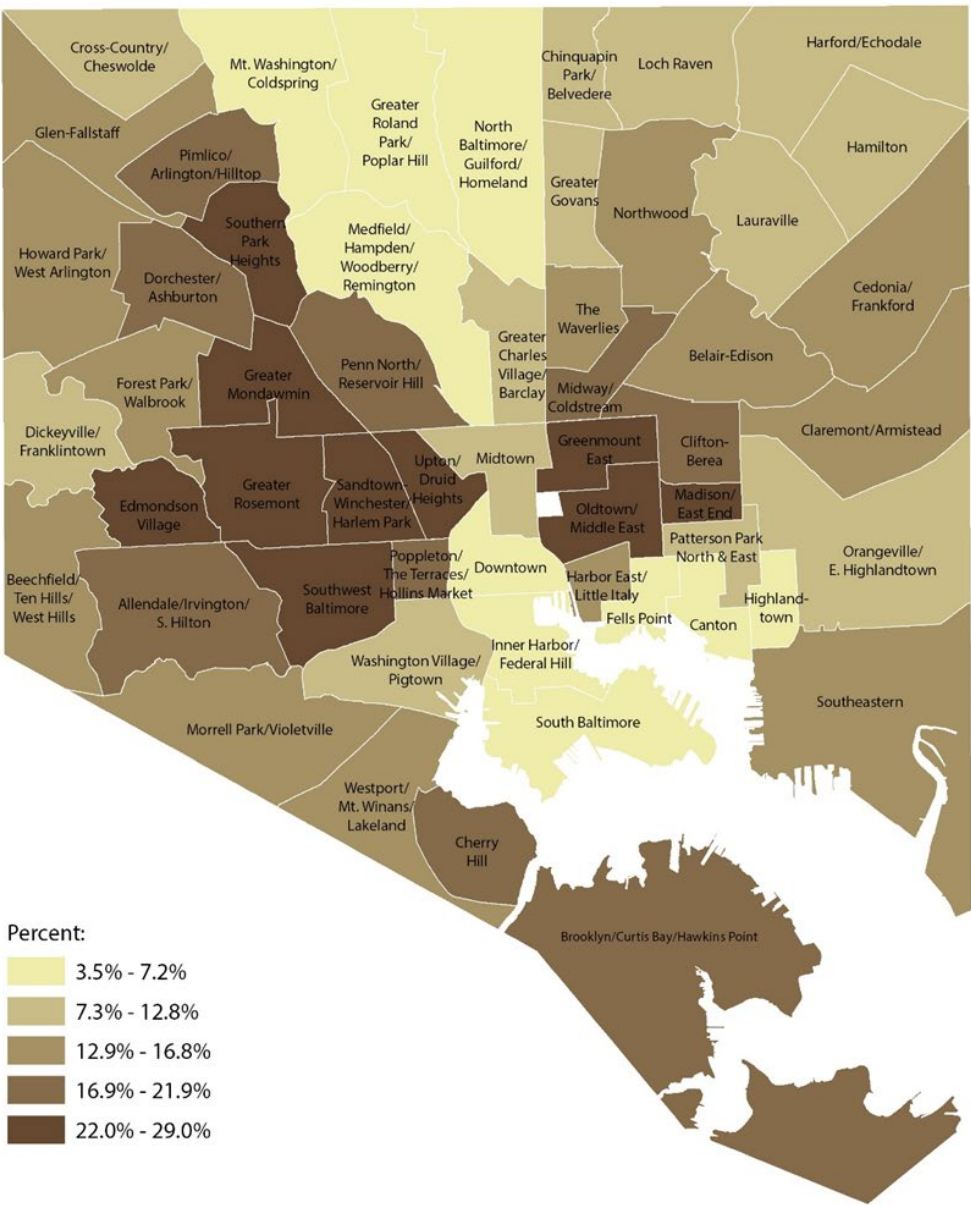 Cross-Country/
Cheswolde
Mt. Washington/
Coldspring
Greater
Roland
Park/
Poplar Hill
North
Baltimore/
Guilford/
Homeland
Chinquapin
Park/
Belvedere
Loch Raven
Harford/Echodale
Glen-Fallstaff
Pimlico/
Arlington/Hilltop
Hamilton
Greater
Govans
Northwood
Lauraville
Southern
Park
Heights
Medfield/
Hampden/
Woodberry/
Remington
Howard Park/
West Arlington
Dorchester/
Ashburton
Cedonia/
Frankford
The
Waverlies
Greater
Charles
Village/
Barclay
Belair-Edison
Penn North/
Reservoir Hill
Greater
Mondawmin
Forest Park/
Walbrook
Midway/
Coldstream
Dickeyville/
Franklintown
Claremont/Armistead
Greenmount
East
Clifton-
Berea
Midtown
Upton/
Druid
Heights
Greater
Rosemont
Sandtown-
Winchester/
Harlem Park
Edmondson
Village
Madison/
East End
Oldtown/
Middle East
Patterson Park
North & East
Orangeville/
E. Highlandtown
Poppleton/
The Terraces/
Hollins Market
Downtown
Harbor East/
Little Italy
Beechfield/
Ten Hills/
West Hills
Allendale/Irvington/
S. Hilton
Southwest
Baltimore
Highland-
town
Fells Point
Canton
Inner Harbor/
Federal Hill
Washington Village/
Pigtown
Southeastern
South Baltimore
Morrell Park/Violetville
Westport/
Mt. Winans/
Lakeland
Cherry
Hill
Brooklyn/Curtis Bay/Hawkins Point
Percent:
3.5% - 7.2%
7.3% - 12.8%
12.9% - 16.8%
16.9% - 21.9%
22.0% - 29.0%